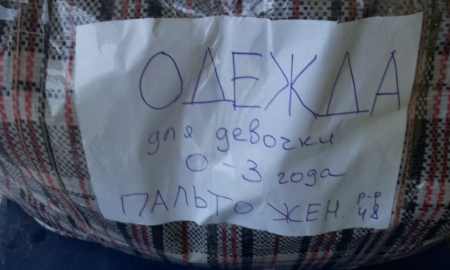 ОДЕЖДА
для девочки
0-3 года
ПАЛЬТО ЖЕН. р-р 48